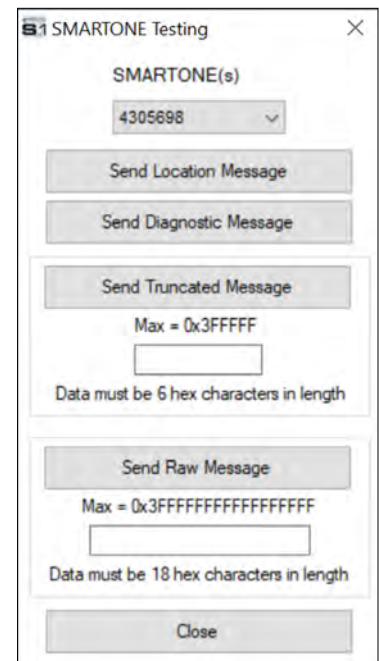 S1 SMARTONE Testing
SMARTONE(s)
4305698
Send Location Message
Send Diagnostic Message
Send Truncated Message
Max = 0x3FFFFF
Data must be 6 hex characters in length
Send Raw Message
Max = 0x3FFFFFFFFFFFFFFFFF
Data must be 18 hex characters in length
Close